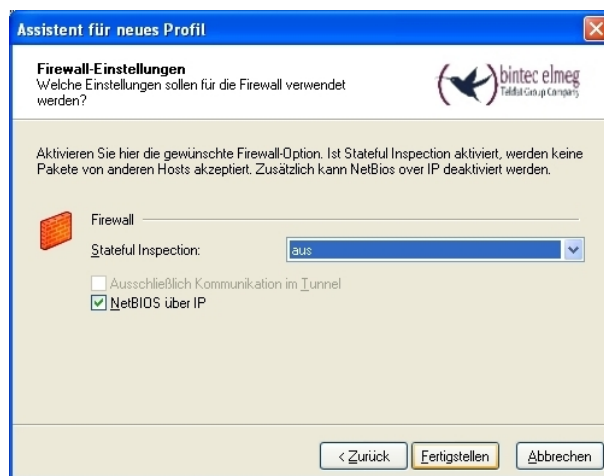 Assistent für neues Profil
Firewall-Einstellungen
Welche Einstellungen sollen für die Firewall verwendet
werden?
bintec elmeg
Teldat Group Company
Aktivieren Sie hier die gewünschte Firewall-Option. Ist Stateful Inspection aktiviert, werden keine
Pakete von anderen Hosts akzeptiert. Zusätzlich kann NetBios over IP deaktiviert werden.
Firewall
Stateful Inspection:
aus
Ausschließlich Kommunikation im Tunnel
NetBIOS über IP
< Zurück
Fertigstellen
Abbrechen